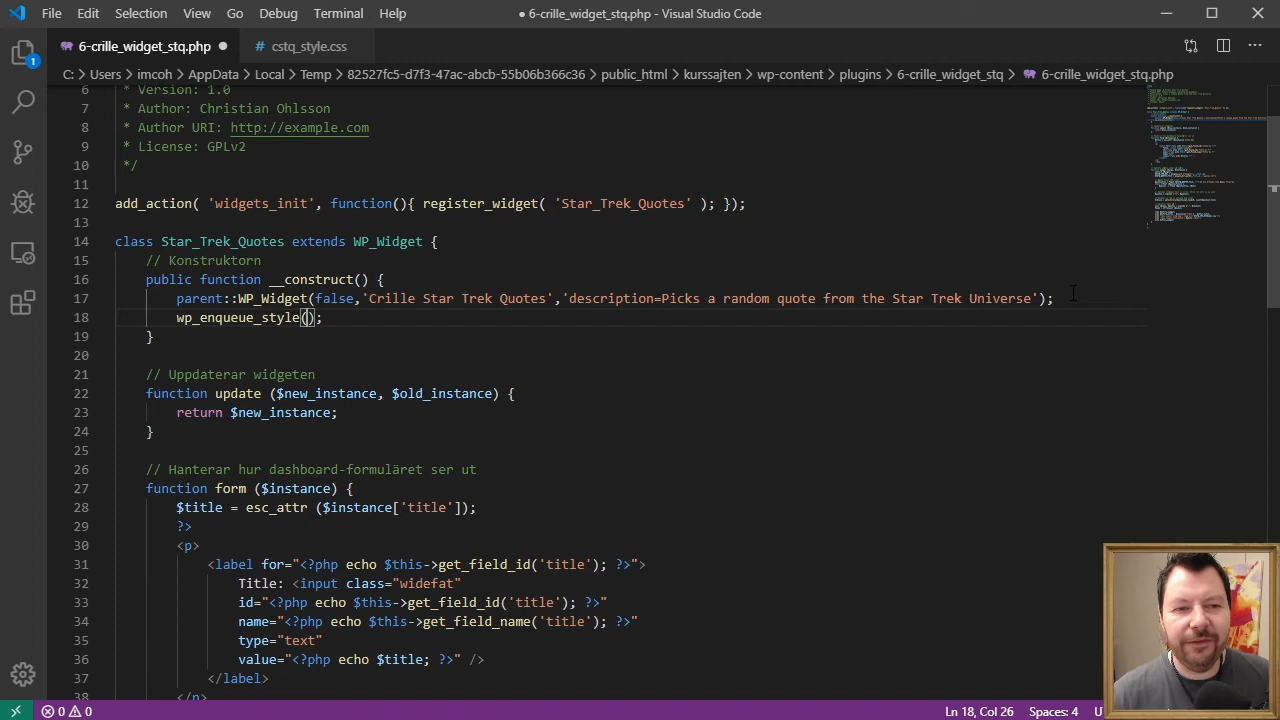 File Edit Selection View Go Debug Terminal Help
● 6-crille_widget_stq.php - Visual Studio Code
6-crille_widget_stq.php ●
# cstq_style.css
1
C: > Users > imcoh > AppData > Local > Temp > 82527fc5-d7f3-47ac-abcb-55b06b366c36 > public_html > kurssajten > wp-content > plugins > 6-crille_widget_stq > 6-crille_widget_stq.php
6 * Version: 1.0
7 * Author: Christian Ohlsson
8 * Author URI: http://example.com
9 * License: GPLv2
10 */
11
12 add_action( 'widgets_init', function(){ register_widget( 'Star_Trek_Quotes' ); });
13
14 class Star_Trek_Quotes extends WP_Widget {
15 // Konstruktorn
16 public function __construct() {
17 parent::WP_Widget(false,'Crille Star Trek Quotes','description=Picks a random quote from the Star Trek Universe');
18 wp_enqueue_style();
19 }
20
21 // Uppdaterar widgeten
22 function update ($new_instance, $old_instance) {
23 return $new_instance;
24 }
25
26 // Hanterar hur dashboard-formuläret ser ut
27 function form ($instance) {
28 $title = esc_attr ($instance['title']);
29 ?>
30 <p>
31 <label for="<?php echo $this->get_field_id('title'); ?>">
32 Title: <input class="widefat"
33 id="<?php echo $this->get_field_id('title'); ?>"
34 name="<?php echo $this->get_field_name('title'); ?>"
35 type="text"
36 value="<?php echo $title; ?>" />
37 </label>
38 </p>
0 0
Ln 18, Col 26 Spaces: 4